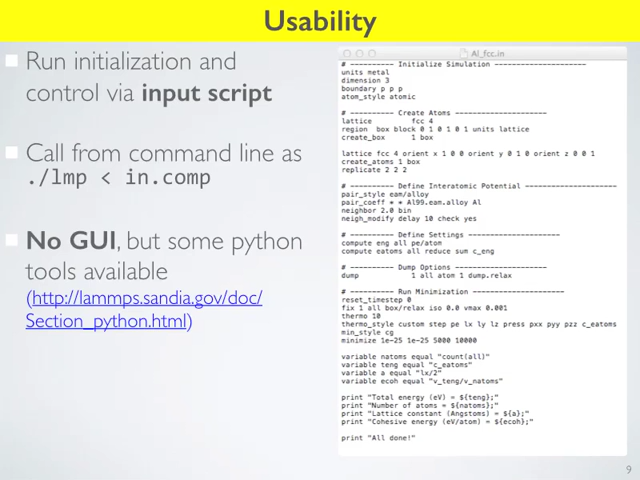 Usability
Run initialization and
control via input script
Call from command line as
./lmp < in.comp
No GUI, but some python
tools available
(http://lammps.sandia.gov/doc/
Section_python.html)
Al_fcc.in
# ---------- Initialize Simulation ---------------------
units metal
dimension 3
boundary p p p
atom_style atomic
# ---------- Create Atoms ---------------------
lattice fcc 4
region box block 0 1 0 1 0 1 units lattice
create_box 1 box
lattice fcc 4 orient x 1 0 0 orient y 0 1 0 orient z 0 0 1
create_atoms 1 box
replicate 2 2 2
# ---------- Define Interatomic Potential ---------------------
pair_style eam/alloy
pair_coeff * * Al99.eam.alloy Al
neighbor 2.0 bin
neigh_modify delay 10 check yes
# ---------- Define Settings ---------------------
compute eng all pe/atom
compute eatoms all reduce sum c_eng
# ---------- Dump Options ---------------------
dump 1 all atom 1 dump.relax
# ---------- Run Minimization ---------------------
reset_timestep 0
fix 1 all box/relax iso 0.0 vmax 0.001
thermo 10
thermo_style custom step pe lx ly lz press pxx pyy pzz c_eatoms
min_style cg
minimize 1e-25 1e-25 5000 10000
variable natoms equal "count(all)"
variable teng equal "c_eatoms"
variable a equal "lx/2"
variable ecoh equal "v_teng/v_natoms"
print "Total energy (eV) = ${teng};"
print "Number of atoms = ${natoms};"
print "Lattice constant (Angstoms) = ${a};"
print "Cohesive energy (eV/atom) = ${ecoh};"
print "All done!"
9